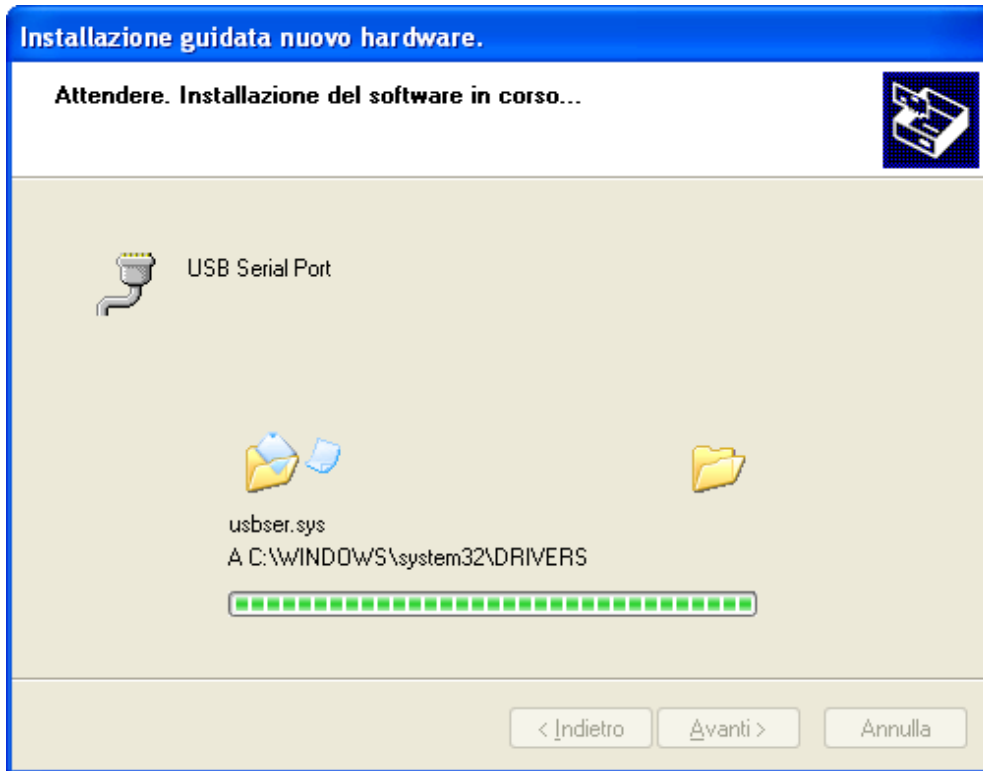 Installazione guidata nuovo hardware.
Attendere. Installazione del software in corso...
USB Serial Port
usbser.sys
A C:\WINDOWS\system32\DRIVERS
< Indietro
Avanti >
Annulla